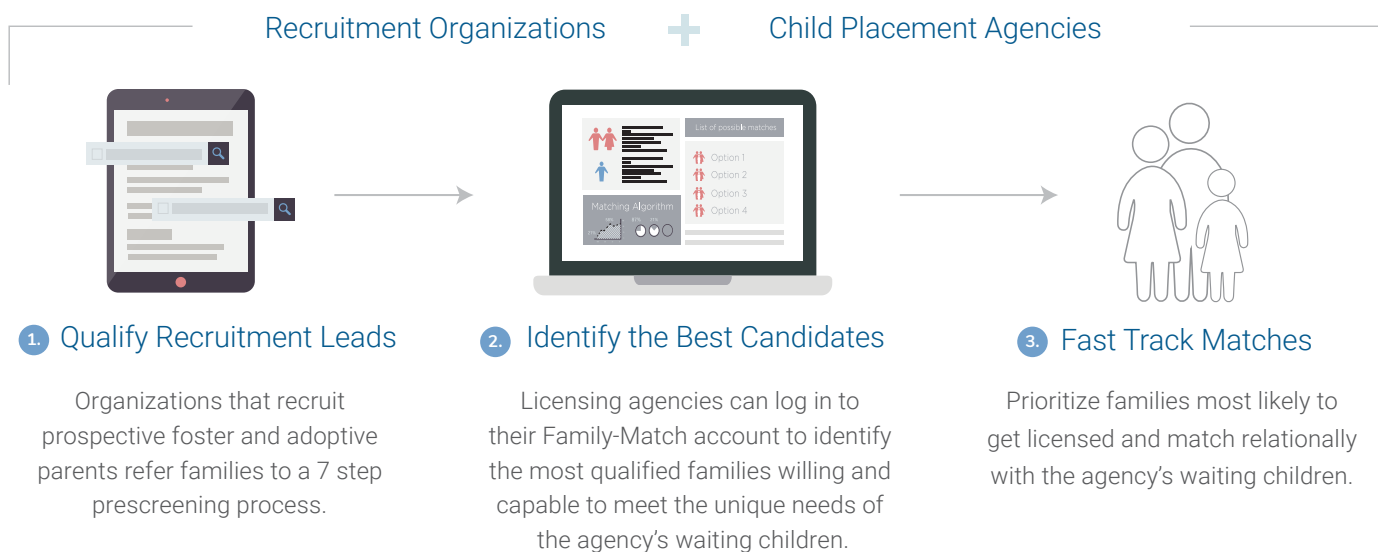 Recruitment Organizations + Child Placement Agencies
List of possible matches
Option 1
Option 2
Option 3
Option 4
Matching Algorithm
1. Qualify Recruitment Leads
Organizations that recruit
prospective foster and adoptive
parents refer families to a 7 step
prescreening process.
2. Identify the Best Candidates
Licensing agencies can log in to
their Family-Match account to identify
the most qualified families willing and
capable to meet the unique needs of
the agency’s waiting children.
3. Fast Track Matches
Prioritize families most likely to
get licensed and match relationally
with the agency’s waiting children.